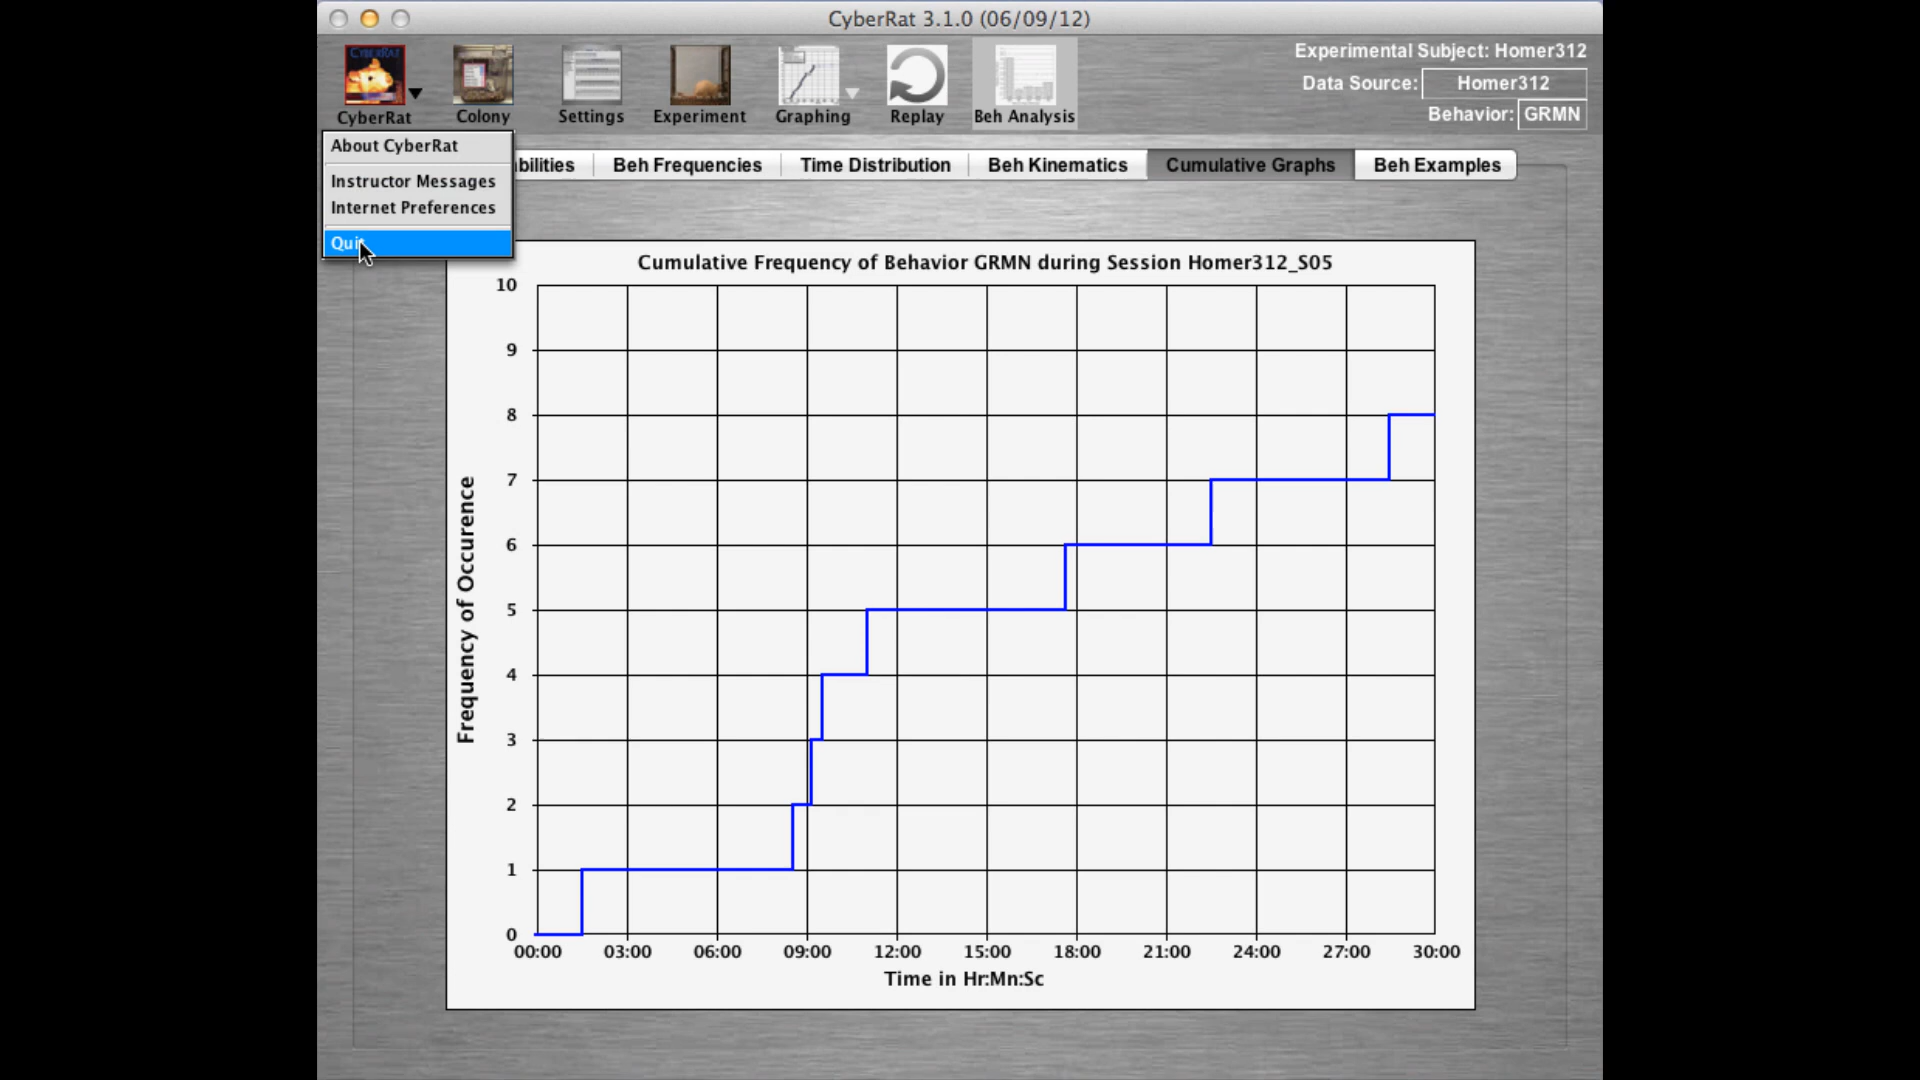 CyberRat 3.1.0 (06/09/12)
CYBERRAT
CyberRat
Colony
Settings
Experiment
Graphing
Replay
Beh Analysis
Experimental Subject: Homer312
Data Source: Homer312
Behavior: GRMN
About CyberRat
Instructor Messages
Internet Preferences
Quit
Beh Frequencies
Time Distribution
Beh Kinematics
Cumulative Graphs
Beh Examples
Cumulative Frequency of Behavior GRMN during Session Homer312_S05
10
9
8
7
6
5
4
3
2
1
0
Frequency of Occurence
00:00 03:00 06:00 09:00 12:00 15:00 18:00 21:00 24:00 27:00 30:00
Time in Hr:Mn:Sc